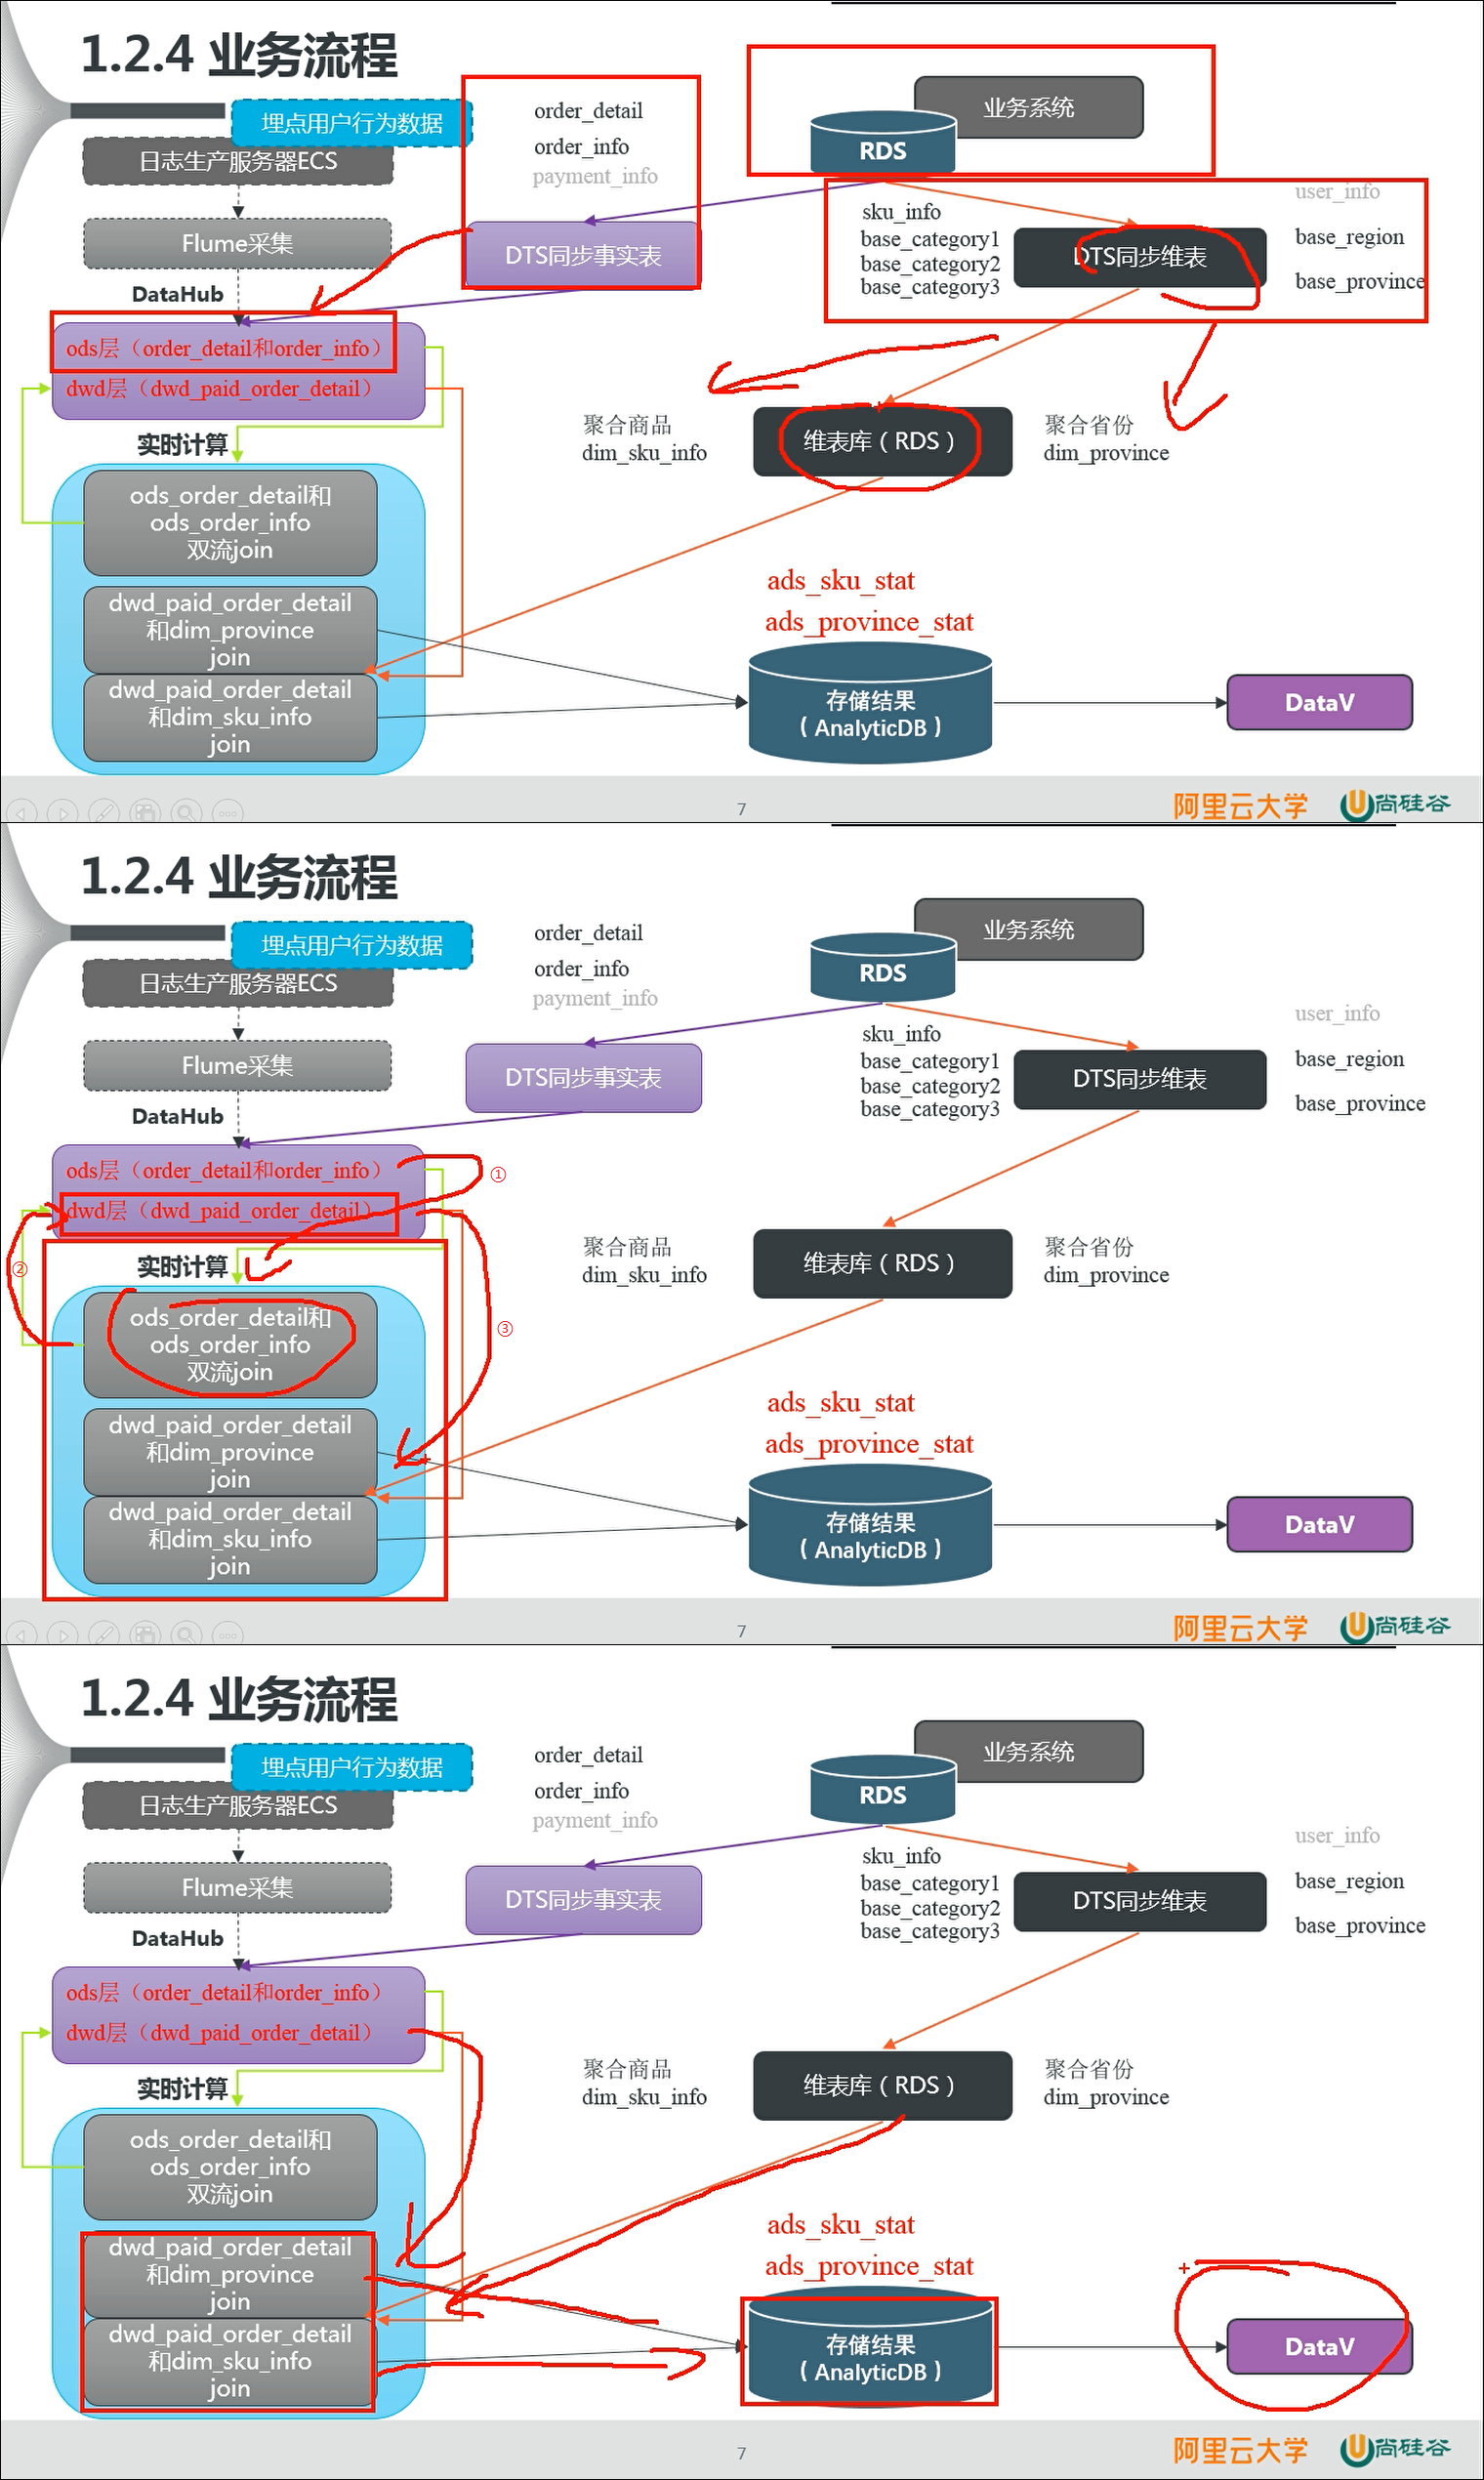 1.2.4 业务流程
埋点用户行为数据
日志生产服务器ECS
Flume采集
DataHub
order_detail
order_info
payment_info
DTS同步事实表
业务系统
RDS
sku_info
base_category1
base_category2
base_category3
DTS同步维表
user_info
base_region
base_province
ods层（order_detail和order_info）
dwd层（dwd_paid_order_detail）
实时计算
聚合商品
dim_sku_info
维表库（RDS）
聚合省份
dim_province
ods_order_detail和
ods_order_info
双流join
dwd_paid_order_detail
和dim_province
join
dwd_paid_order_detail
和dim_sku_info
join
ads_sku_stat
ads_province_stat
存储结果
（AnalyticDB）
DataV
7
阿里云大学
尚硅谷
1.2.4 业务流程
埋点用户行为数据
日志生产服务器ECS
Flume采集
DataHub
order_detail
order_info
payment_info
DTS同步事实表
业务系统
RDS
sku_info
base_category1
base_category2
base_category3
DTS同步维表
user_info
base_region
base_province
ods层（order_detail和order_info）
①
dwd层（dwd_paid_order_detail）
实时计算
②
③
聚合商品
dim_sku_info
维表库（RDS）
聚合省份
dim_province
ods_order_detail和
ods_order_info
双流join
dwd_paid_order_detail
和dim_province
join
dwd_paid_order_detail
和dim_sku_info
join
ads_sku_stat
ads_province_stat
存储结果
（AnalyticDB）
DataV
7
阿里云大学
尚硅谷
1.2.4 业务流程
埋点用户行为数据
日志生产服务器ECS
Flume采集
DataHub
order_detail
order_info
payment_info
DTS同步事实表
业务系统
RDS
sku_info
base_category1
base_category2
base_category3
DTS同步维表
user_info
base_region
base_province
ods层（order_detail和order_info）
dwd层（dwd_paid_order_detail）
实时计算
聚合商品
dim_sku_info
维表库（RDS）
聚合省份
dim_province
ods_order_detail和
ods_order_info
双流join
dwd_paid_order_detail
和dim_province
join
dwd_paid_order_detail
和dim_sku_info
join
ads_sku_stat
ads_province_stat
存储结果
（AnalyticDB）
DataV
7
阿里云大学
尚硅谷